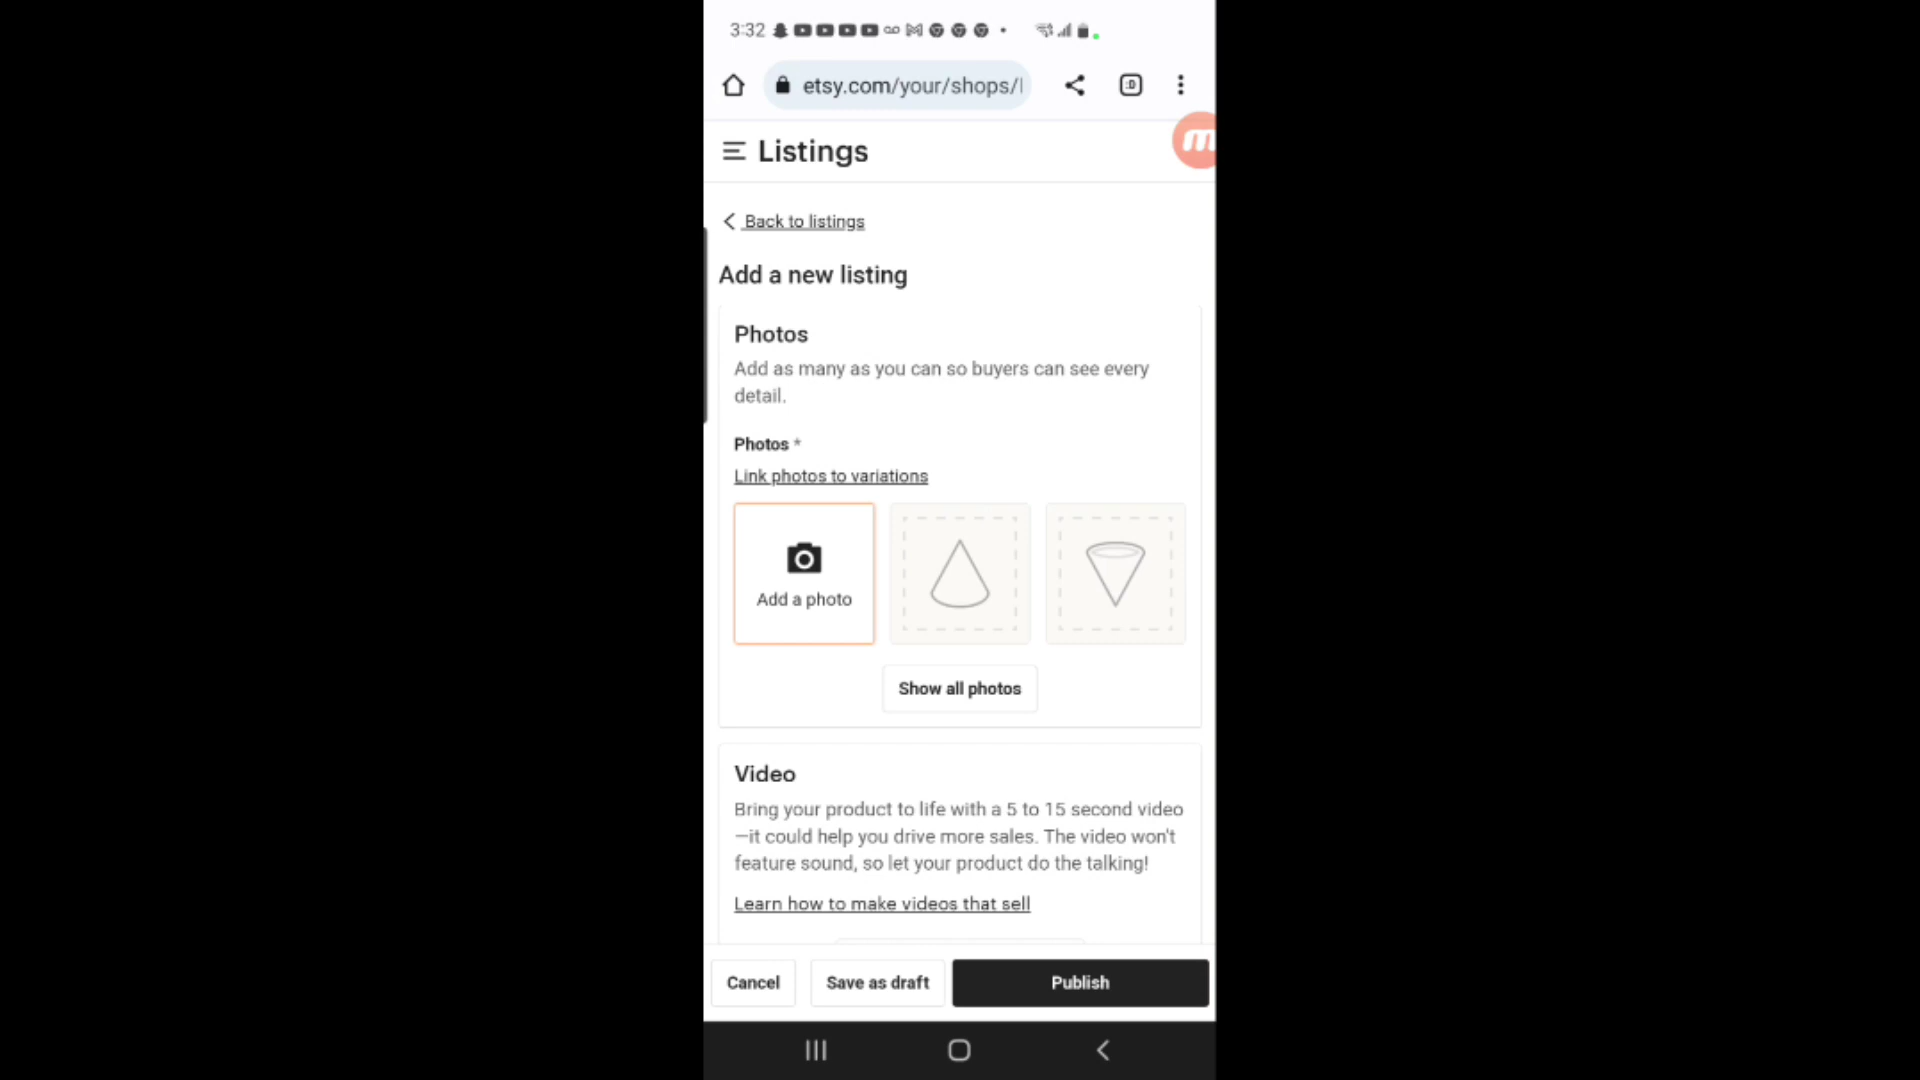 3:32
etsy.com/your/shops/
Listings
Back to listings
Add a new listing
Photos
Add as many as you can so buyers can see every
detail.
Photos *
Link photos to variations
Add a photo
Show all photos
Video
Bring your product to life with a 5 to 15 second video
—it could help you drive more sales. The video won't
feature sound, so let your product do the talking!
Learn how to make videos that sell
Cancel
Save as draft
Publish